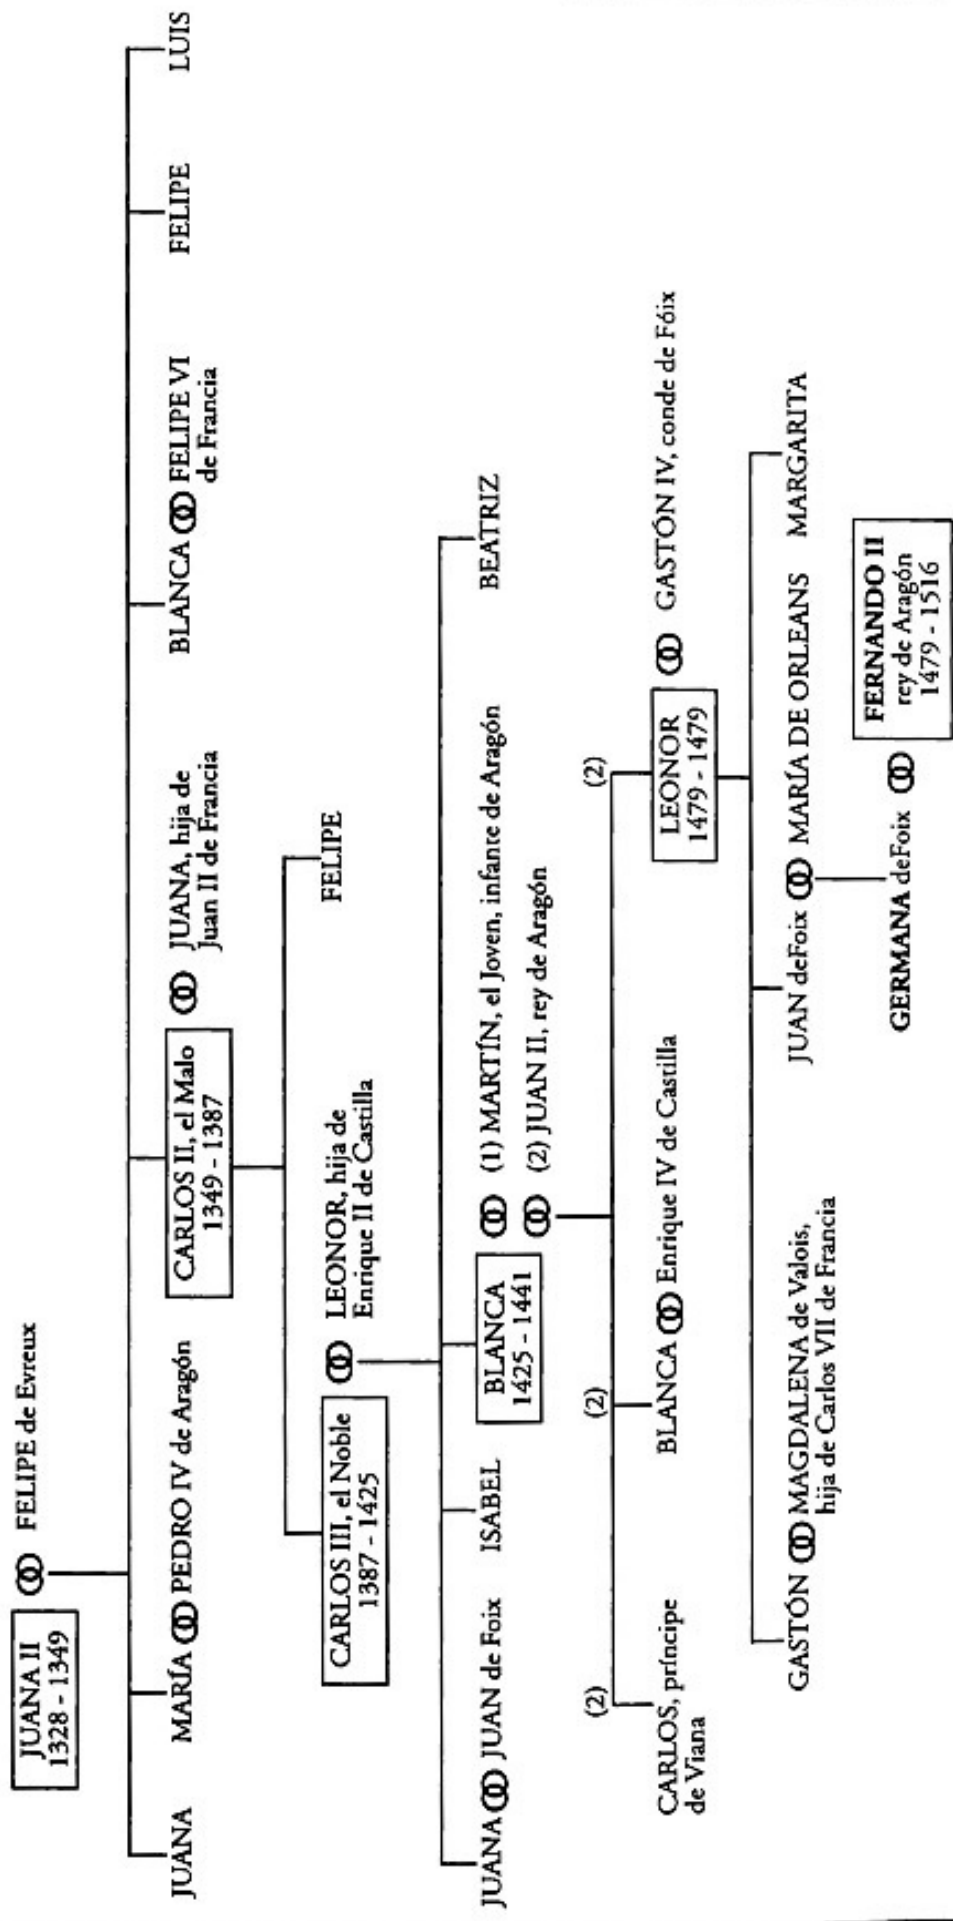 JUANA II
1328 - 1349
FELIPE de Evreux
JUANA
MARÍA
PEDRO IV de Aragón
CARLOS II, el Malo
1349 - 1387
JUANA, hija de
Juan II de Francia
BLANCA
FELIPE VI
de Francia
FELIPE
LUIS
CARLOS III, el Noble
1387 - 1425
LEONOR, hija de
Enrique II de Castilla
FELIPE
JUANA
JUAN de Foix
ISABEL
BLANCA
1425 - 1441
(1) MARTÍN, el Joven, infante de Aragón
(2) JUAN II, rey de Aragón
BEATRIZ
(2)
(2)
(2)
CARLOS, príncipe
de Viana
BLANCA
Enrique IV de Castilla
LEONOR
1479 - 1479
GASTÓN IV, conde de Fóix
GASTÓN
MAGDALENA de Valois,
hija de Carlos VII de Francia
JUAN deFoix
MARÍA DE ORLEANS
MARGARITA
GERMANA deFoix
FERNANDO II
rey de Aragón
1479 - 1516